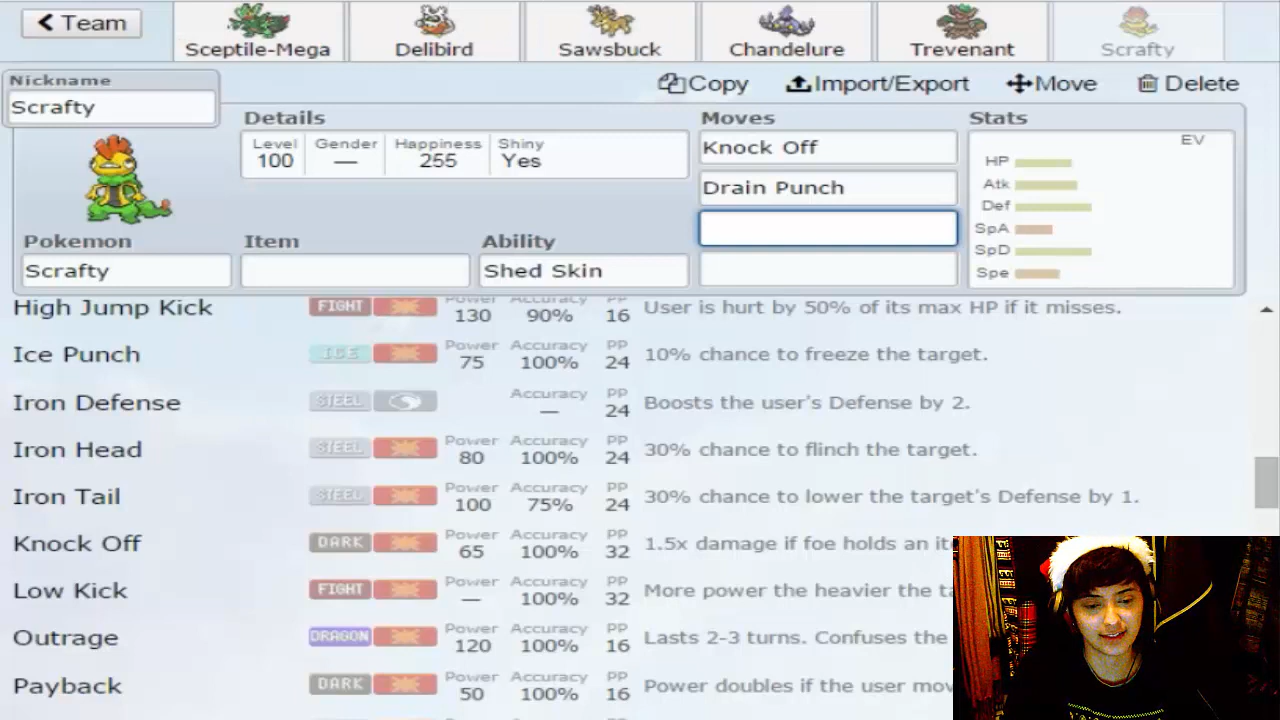 Team
Sceptile-Mega
Delibird
Sawsbuck
Chandelure
Trevenant
Scrafty
Nickname
Scrafty
Copy
Import/Export
Move
Delete
Details
Level Gender Happiness Shiny
100 — 255 Yes
Moves
Knock Off
Drain Punch
Stats
EV
HP
Atk
Def
SpA
SpD
Spe
Pokemon
Scrafty
Item
Ability
Shed Skin
High Jump Kick FIGHT Power 130 Accuracy 90% PP 16 User is hurt by 50% of its max HP if it misses.
Ice Punch ICE Power 75 Accuracy 100% PP 24 10% chance to freeze the target.
Iron Defense STEEL Accuracy — PP 24 Boosts the user's Defense by 2.
Iron Head STEEL Power 80 Accuracy 100% PP 24 30% chance to flinch the target.
Iron Tail STEEL Power 100 Accuracy 75% PP 24 30% chance to lower the target's Defense by 1.
Knock Off DARK Power 65 Accuracy 100% PP 32 1.5x damage if foe holds an
Low Kick FIGHT Power — Accuracy 100% PP 32 More power the heavier the
Outrage DRAGON Power 120 Accuracy 100% PP 16 Lasts 2-3 turns. Confuses the
Payback DARK Power 50 Accuracy 100% PP 16 Power doubles if the user